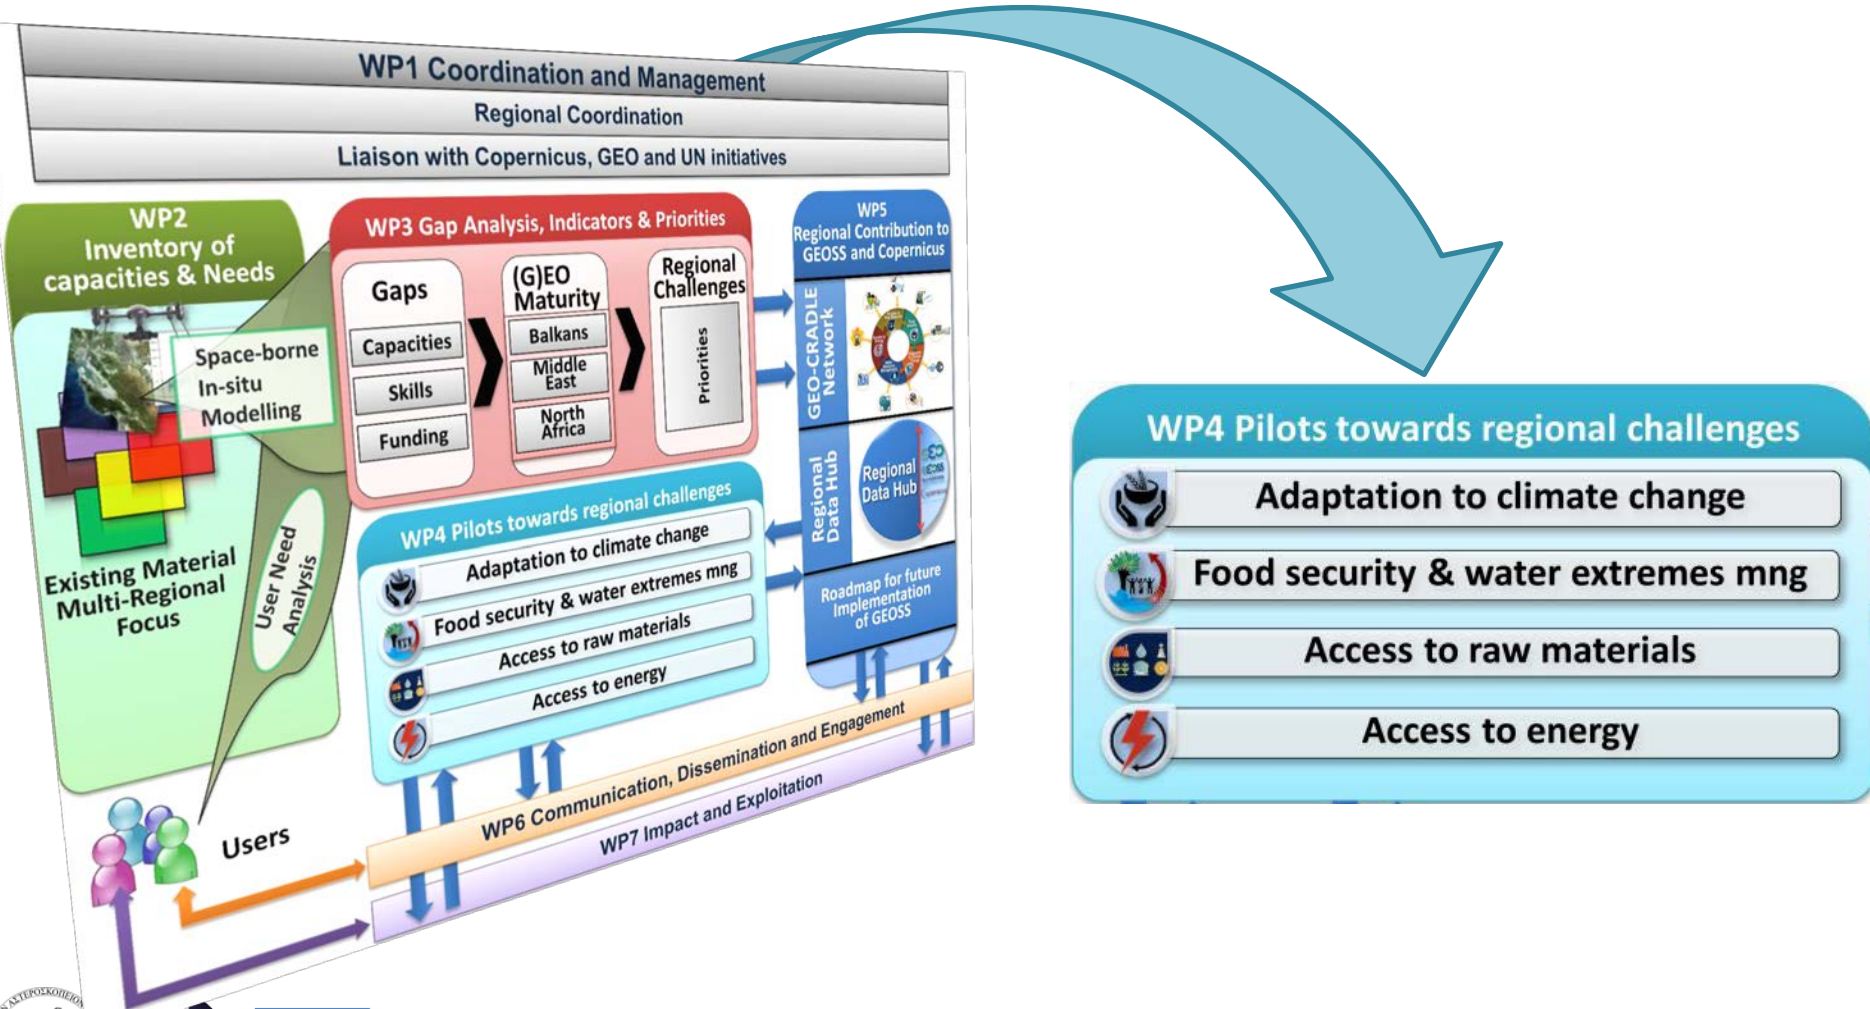 WP1 Coordination and Management
Regional Coordination
Liaison with Copernicus, GEO and UN initiatives
WP2
Inventory of
capacities & Needs
Space-borne
In-situ
Modelling
Existing Material
Multi-Regional
Focus
User Need
Analysis
Users
WP3 Gap Analysis, Indicators & Priorities
Gaps
Capacities
Skills
Funding
(G)EO
Maturity
Balkans
Middle
East
North
Africa
Regional
Challenges
Priorities
WP4 Pilots towards regional challenges
Adaptation to climate change
Food security & water extremes mng
Access to raw materials
Access to energy
WP5
Regional Contribution to
GEOSS and Copernicus
GEO-CRADLE
Network
Regional
Data Hub
Regional
Data Hub
Roadmap for future
Implementation
of GEOSS
WP6 Communication, Dissemination and Engagement
WP7 Impact and Exploitation
WP4 Pilots towards regional challenges
Adaptation to climate change
Food security & water extremes mng
Access to raw materials
Access to energy